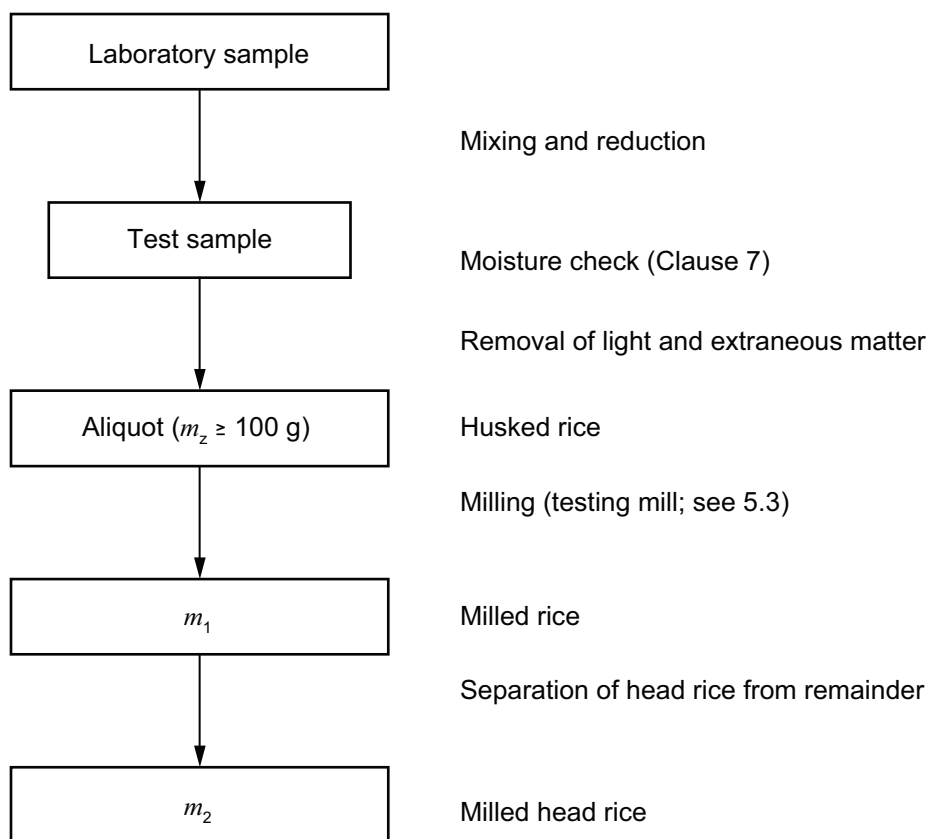 Laboratory sample
Mixing and reduction
Test sample
Moisture check (Clause 7)
Removal of light and extraneous matter
Aliquot (m_z ≥ 100 g)
Husked rice
Milling (testing mill; see 5.3)
m_1
Milled rice
Separation of head rice from remainder
m_2
Milled head rice